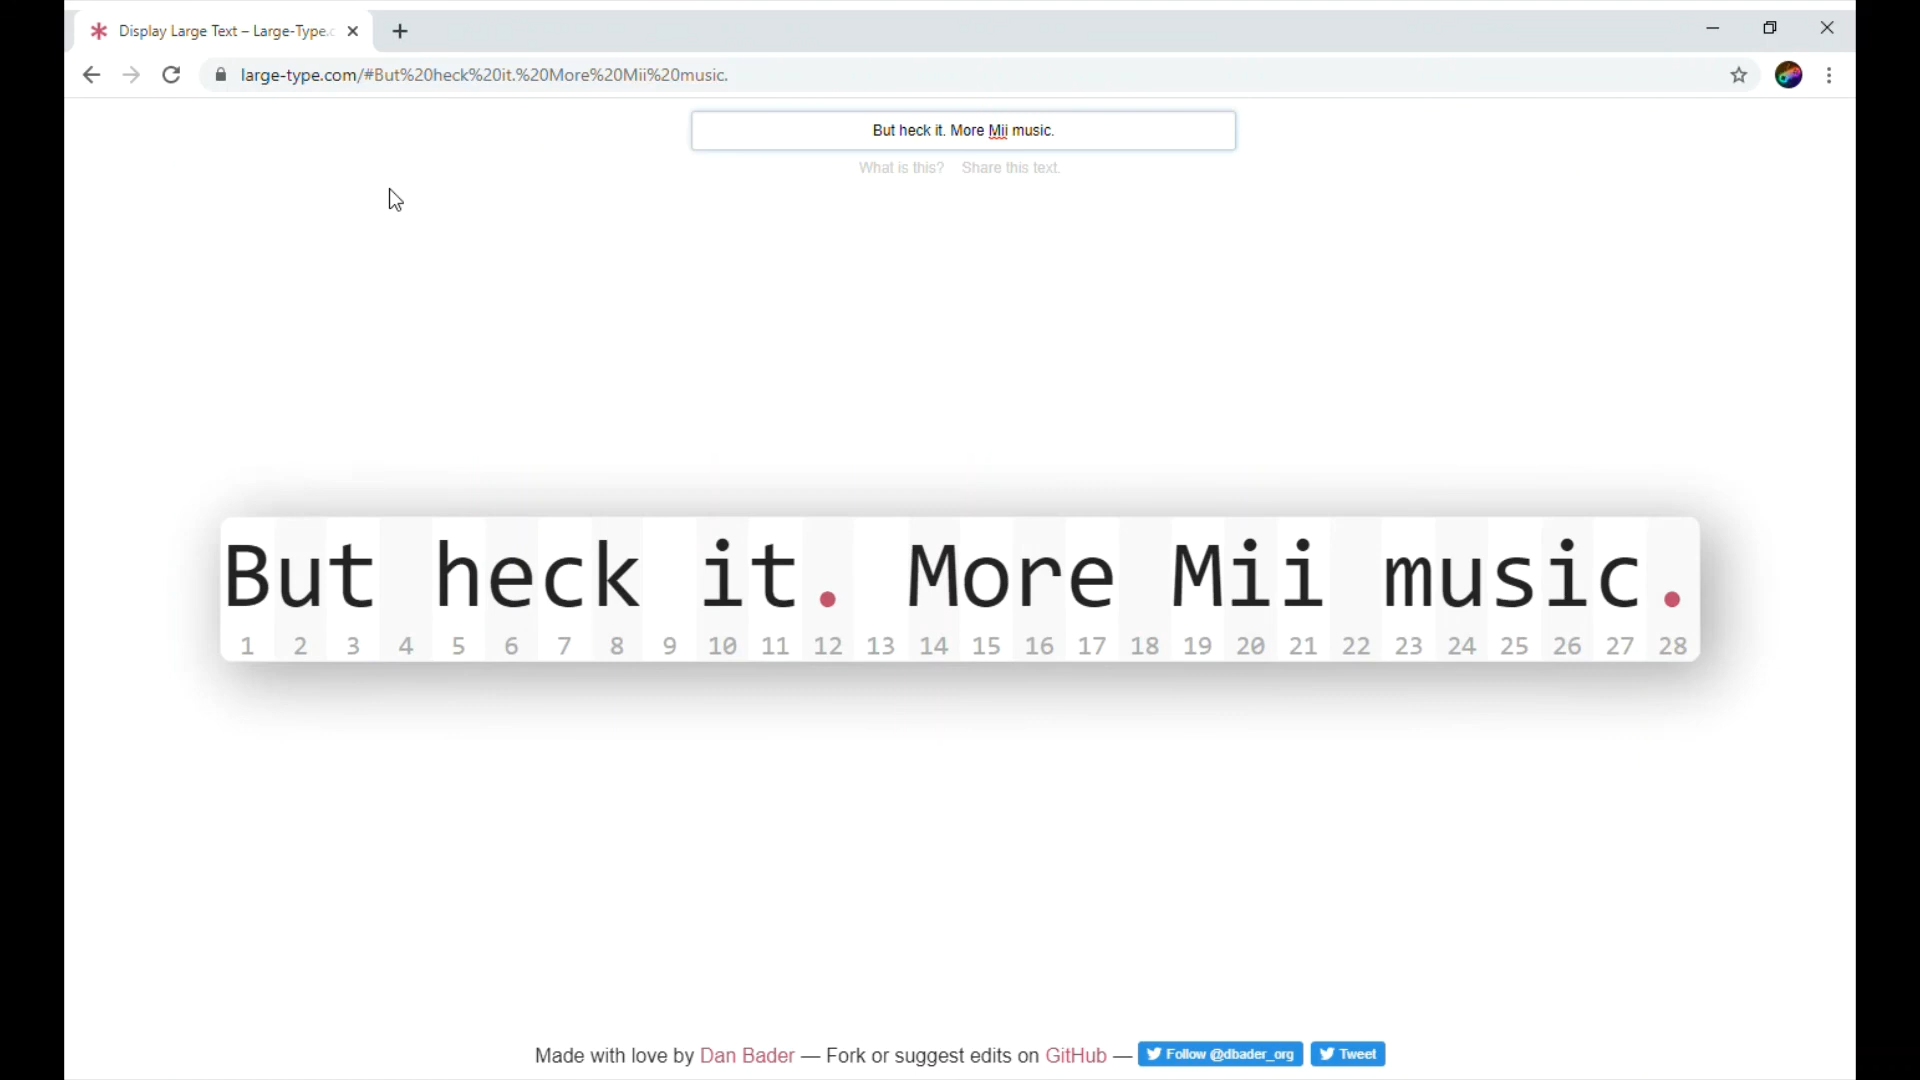 Display Large Text – Large-Type.c
large-type.com/#But%20heck%20it.%20More%20Mii%20music.
But heck it. More Mii music.
What is this? Share this text.
But heck it. More Mii music.
1 2 3 4 5 6 7 8 9 10 11 12 13 14 15 16 17 18 19 20 21 22 23 24 25 26 27 28
Made with love by Dan Bader — Fork or suggest edits on GitHub — Follow @dbader_org Tweet